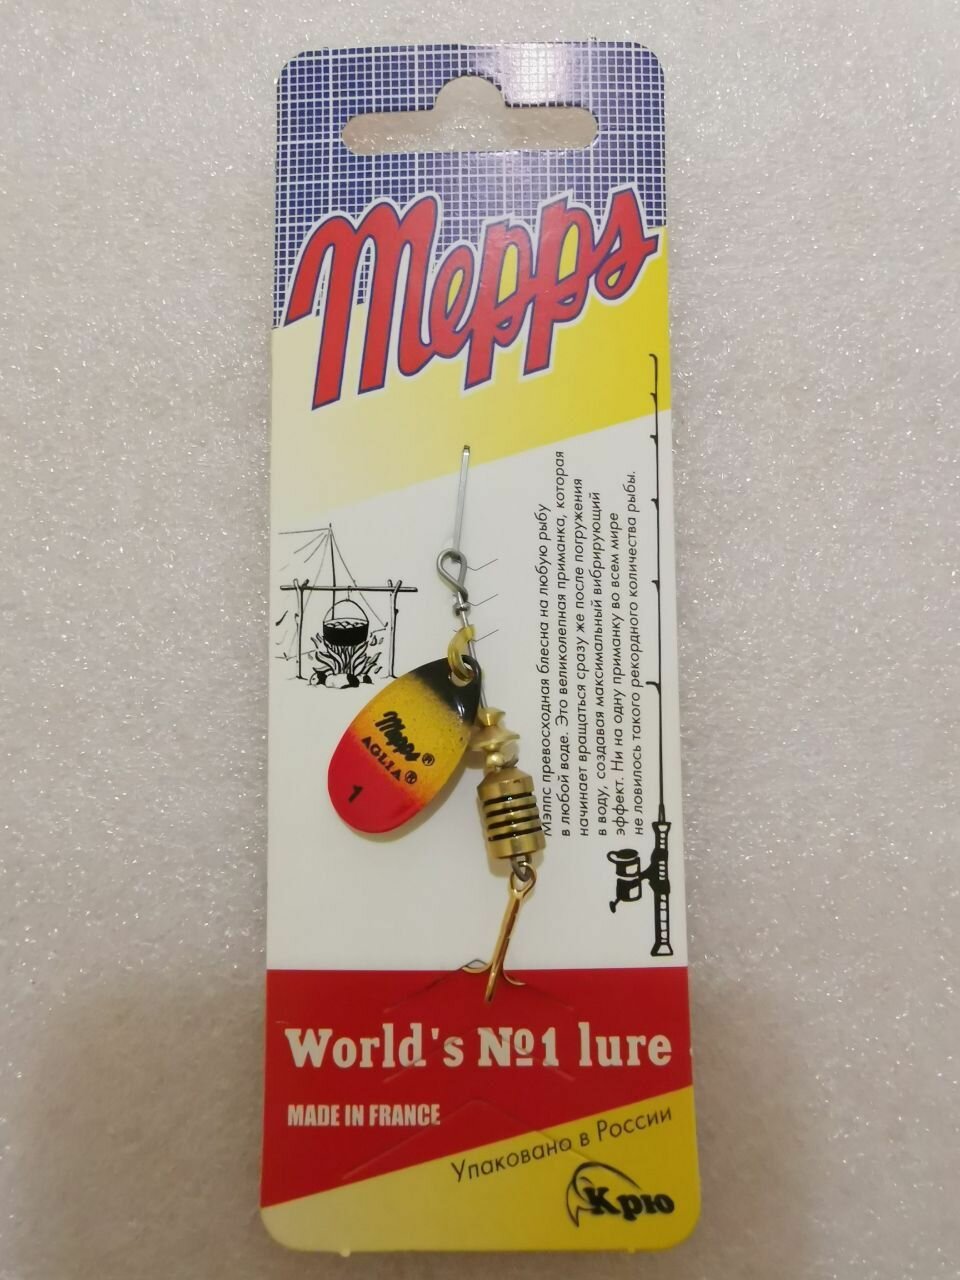 Mepps
Мэппс превосходная блесна на любую рыбу
в любой воде. Это великолепная приманка, которая
начинает вращаться сразу же после погружения
в воду, создавая максимальный вибрирующий
эффект. Ни на одну приманку во всем мире
не ловилось такого рекордного количества рыбы.
Mepps®
AGLIA®
1
World's №1 lure
MADE IN FRANCE
Упаковано в России
Крю